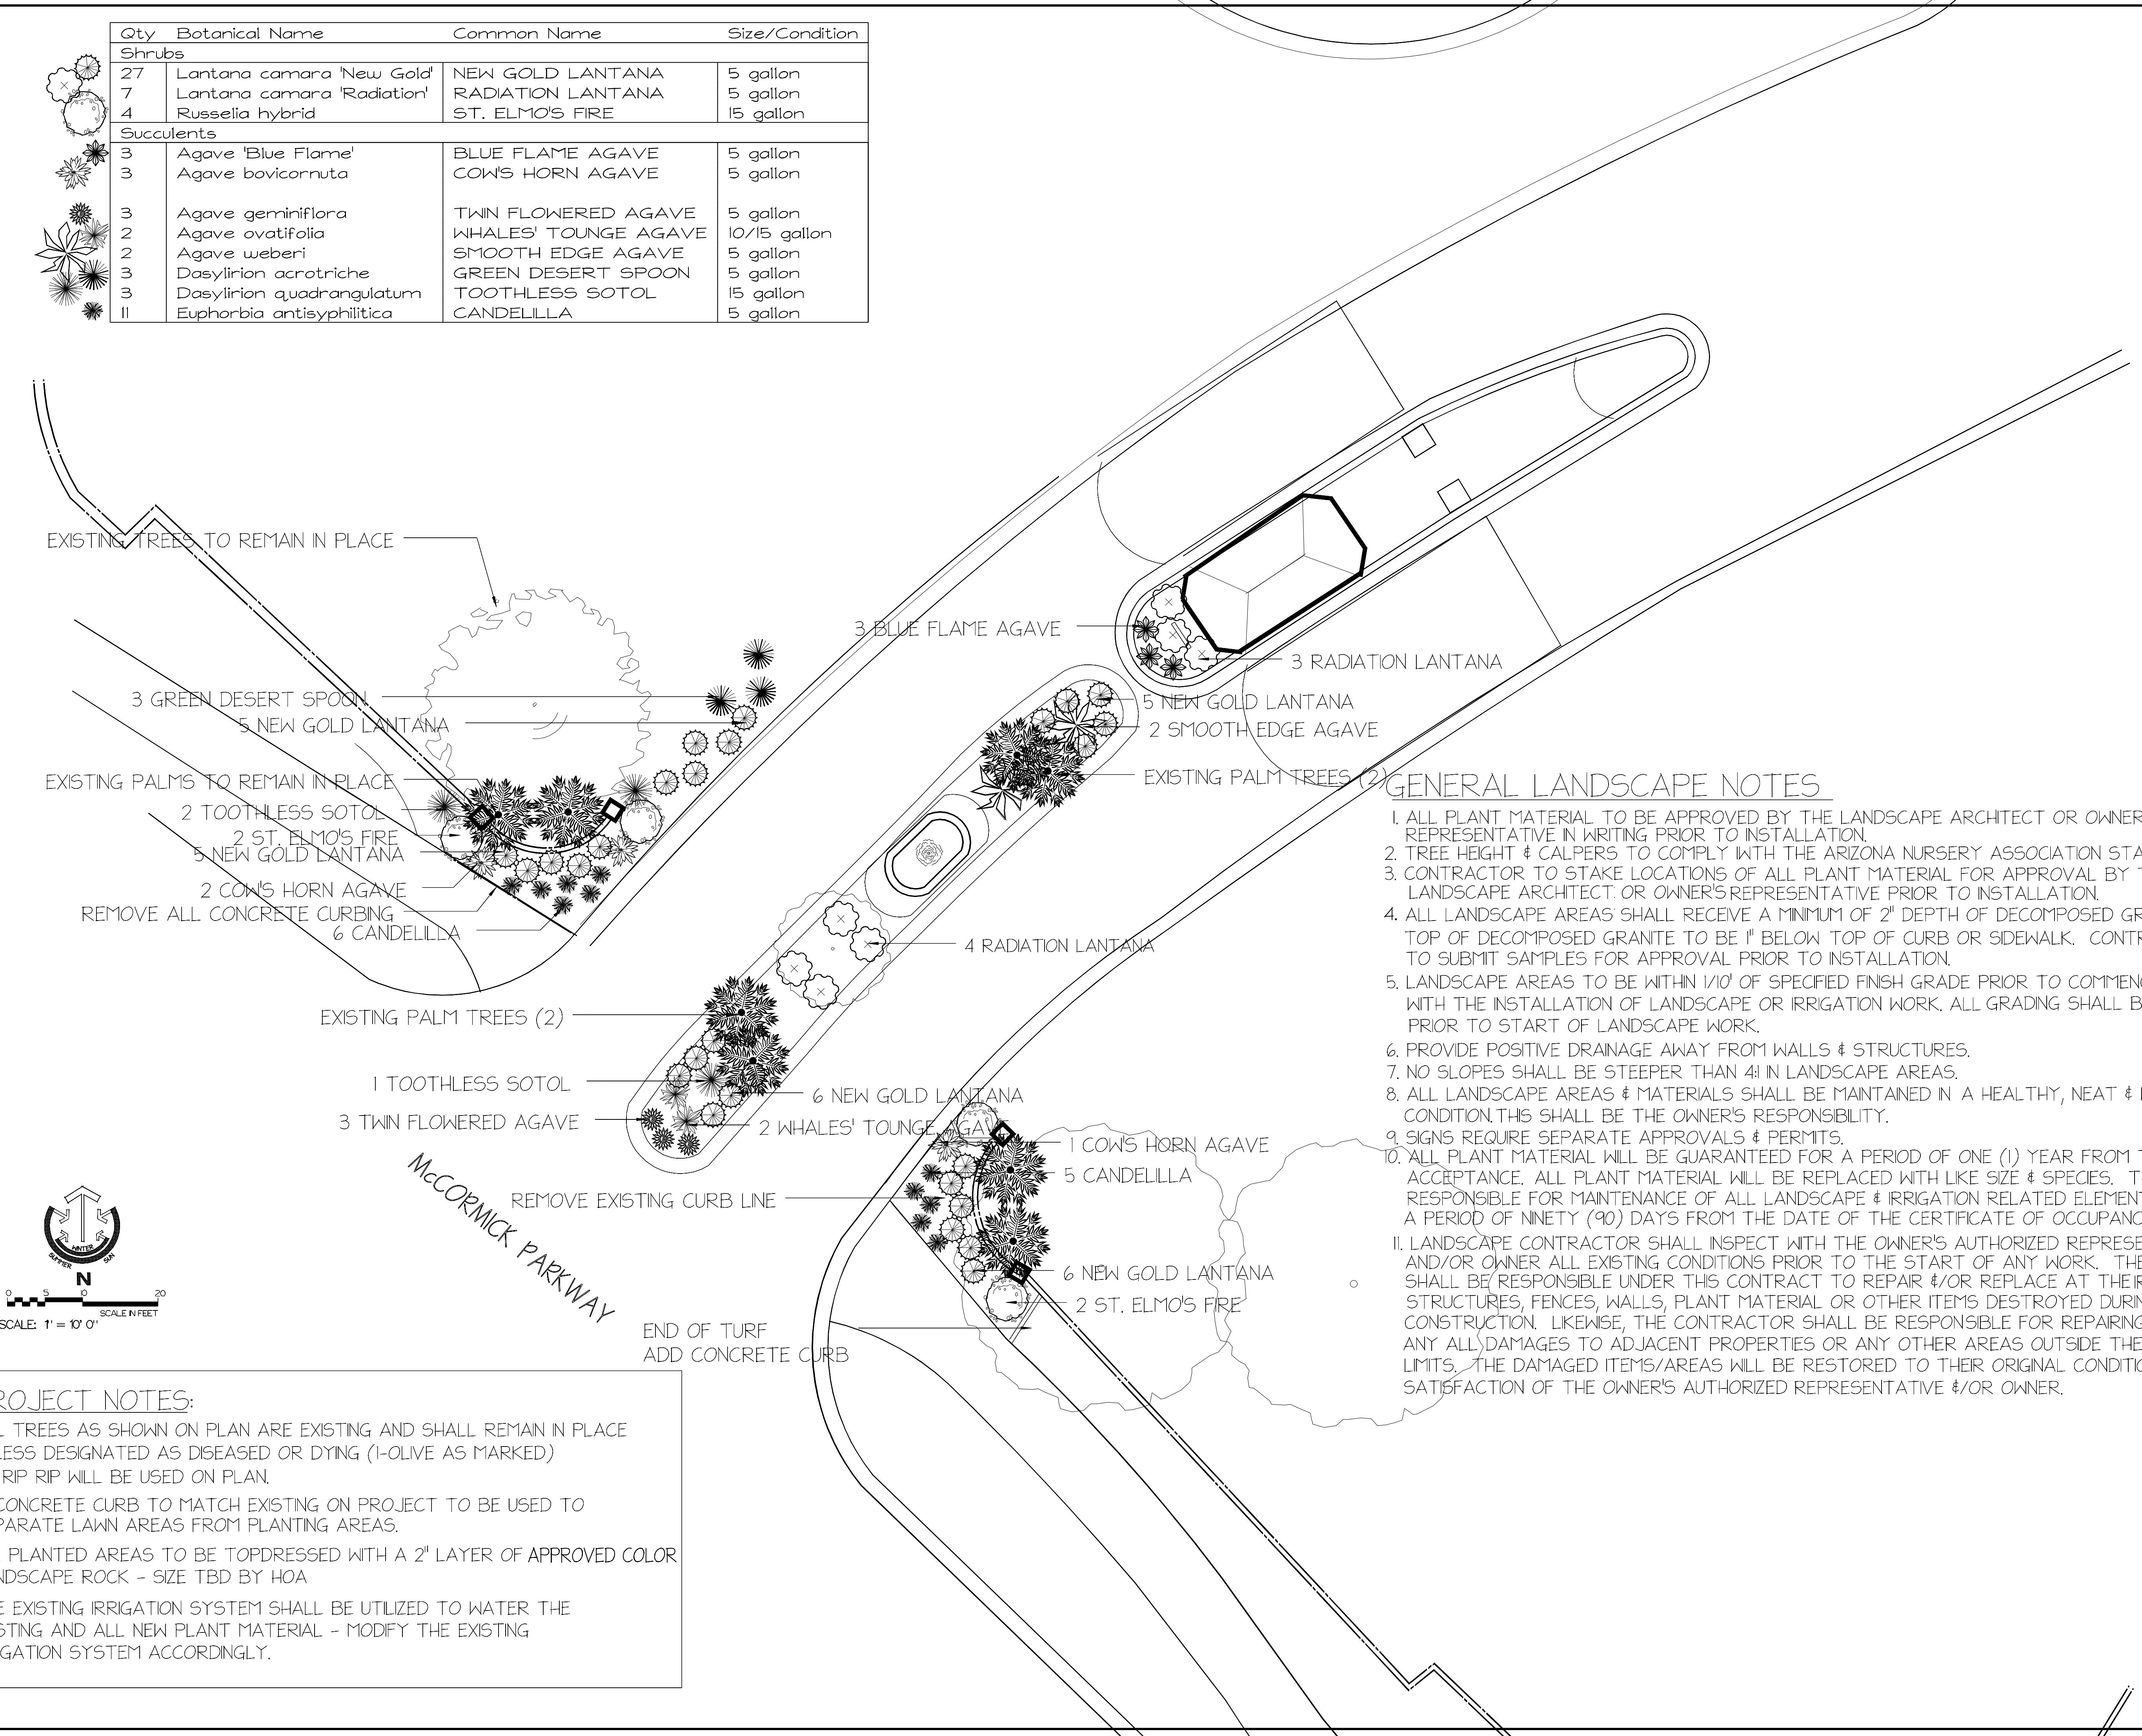 Qty Botanical Name Common Name Size/Condition
Shrubs
27 Lantana camara 'New Gold' NEW GOLD LANTANA 5 gallon
7 Lantana camara 'Radiation' RADIATION LANTANA 5 gallon
4 Russelia hybrid ST. ELMO'S FIRE 15 gallon
Succulents
3 Agave 'Blue Flame' BLUE FLAME AGAVE 5 gallon
3 Agave bovicornuta COW'S HORN AGAVE 5 gallon
3 Agave geminiflora TWIN FLOWERED AGAVE 5 gallon
2 Agave ovatifolia WHALES' TOUNGE AGAVE 10/15 gallon
2 Agave weberi SMOOTH EDGE AGAVE 5 gallon
3 Dasylirion acrotriche GREEN DESERT SPOON 5 gallon
3 Dasylirion quadrangulatum TOOTHLESS SOTOL 15 gallon
11 Euphorbia antisyphilitica CANDELILLA 5 gallon
EXISTING TREES TO REMAIN IN PLACE
3 GREEN DESERT SPOON
5 NEW GOLD LANTANA
EXISTING PALMS TO REMAIN IN PLACE
2 TOOTHLESS SOTOL
2 ST. ELMO'S FIRE
5 NEW GOLD LANTANA
2 COW'S HORN AGAVE
REMOVE ALL CONCRETE CURBING
6 CANDELILLA
3 BLUE FLAME AGAVE
3 RADIATION LANTANA
5 NEW GOLD LANTANA
2 SMOOTH EDGE AGAVE
EXISTING PALM TREES (2)
4 RADIATION LANTANA
EXISTING PALM TREES (2)
1 TOOTHLESS SOTOL
6 NEW GOLD LANTANA
3 TWIN FLOWERED AGAVE
2 WHALES' TOUNGE AGAV
1 COW'S HORN AGAVE
5 CANDELILLA
REMOVE EXISTING CURB LINE
6 NEW GOLD LANTANA
2 ST. ELMO'S FIRE
END OF TURF
ADD CONCRETE CURB
McCORMICK PARKWAY
WINTER
SUMMER SUN
N
0 5 10 20
SCALE IN FEET
SCALE: 1" = 10' 0"
ROJECT NOTES:
L TREES AS SHOWN ON PLAN ARE EXISTING AND SHALL REMAIN IN PLACE
LESS DESIGNATED AS DISEASED OR DYING (1-OLIVE AS MARKED)
RIP RIP WILL BE USED ON PLAN.
CONCRETE CURB TO MATCH EXISTING ON PROJECT TO BE USED TO
PARATE LAWN AREAS FROM PLANTING AREAS.
PLANTED AREAS TO BE TOPDRESSED WITH A 2" LAYER OF APPROVED COLOR
NDSCAPE ROCK - SIZE TBD BY HOA
E EXISTING IRRIGATION SYSTEM SHALL BE UTILIZED TO WATER THE
STING AND ALL NEW PLANT MATERIAL - MODIFY THE EXISTING
IGATION SYSTEM ACCORDINGLY.
GENERAL LANDSCAPE NOTES
1. ALL PLANT MATERIAL TO BE APPROVED BY THE LANDSCAPE ARCHITECT OR OWNER
REPRESENTATIVE IN WRITING PRIOR TO INSTALLATION.
2. TREE HEIGHT & CALPERS TO COMPLY IWTH THE ARIZONA NURSERY ASSOCIATION STA
3. CONTRACTOR TO STAKE LOCATIONS OF ALL PLANT MATERIAL FOR APPROVAL BY T
LANDSCAPE ARCHITECT. OR OWNER'S REPRESENTATIVE PRIOR TO INSTALLATION.
4. ALL LANDSCAPE AREAS SHALL RECEIVE A MINIMUM OF 2" DEPTH OF DECOMPOSED GR
TOP OF DECOMPOSED GRANITE TO BE 1" BELOW TOP OF CURB OR SIDEWALK. CONTR
TO SUBMIT SAMPLES FOR APPROVAL PRIOR TO INSTALLATION.
5. LANDSCAPE AREAS TO BE WITHIN 1/10' OF SPECIFIED FINISH GRADE PRIOR TO COMMENC
WITH THE INSTALLATION OF LANDSCAPE OR IRRIGATION WORK. ALL GRADING SHALL B
PRIOR TO START OF LANDSCAPE WORK.
6. PROVIDE POSITIVE DRAINAGE AWAY FROM WALLS & STRUCTURES.
7. NO SLOPES SHALL BE STEEPER THAN 4:1 IN LANDSCAPE AREAS.
8. ALL LANDSCAPE AREAS & MATERIALS SHALL BE MAINTAINED IN A HEALTHY, NEAT &
CONDITION. THIS SHALL BE THE OWNER'S RESPONSIBILITY.
9. SIGNS REQUIRE SEPARATE APPROVALS & PERMITS.
10. ALL PLANT MATERIAL WILL BE GUARANTEED FOR A PERIOD OF ONE (1) YEAR FROM T
ACCEPTANCE. ALL PLANT MATERIAL WILL BE REPLACED WITH LIKE SIZE & SPECIES. T
RESPONSIBLE FOR MAINTENANCE OF ALL LANDSCAPE & IRRIGATION RELATED ELEMENT
A PERIOD OF NINETY (90) DAYS FROM THE DATE OF THE CERTIFICATE OF OCCUPANC
11. LANDSCAPE CONTRACTOR SHALL INSPECT WITH THE OWNER'S AUTHORIZED REPRESE
AND/OR OWNER ALL EXISTING CONDITIONS PRIOR TO THE START OF ANY WORK. THE
SHALL BE RESPONSIBLE UNDER THIS CONTRACT TO REPAIR &/OR REPLACE AT THEIR
STRUCTURES, FENCES, WALLS, PLANT MATERIAL OR OTHER ITEMS DESTROYED DURIN
CONSTRUCTION. LIKEWISE, THE CONTRACTOR SHALL BE RESPONSIBLE FOR REPAIRING
ANY ALL DAMAGES TO ADJACENT PROPERTIES OR ANY OTHER AREAS OUTSIDE THE
LIMITS. THE DAMAGED ITEMS/AREAS WILL BE RESTORED TO THEIR ORIGINAL CONDITIO
SATISFACTION OF THE OWNER'S AUTHORIZED REPRESENTATIVE &/OR OWNER.